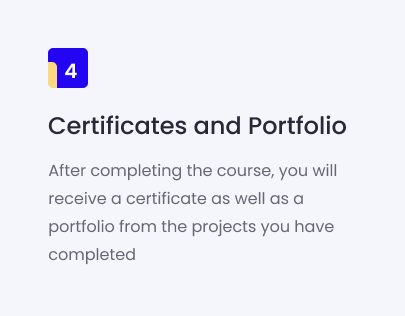 4
Certificates and Portfolio
After completing the course, you will
receive a certificate as well as a
portfolio from the projects you have
completed